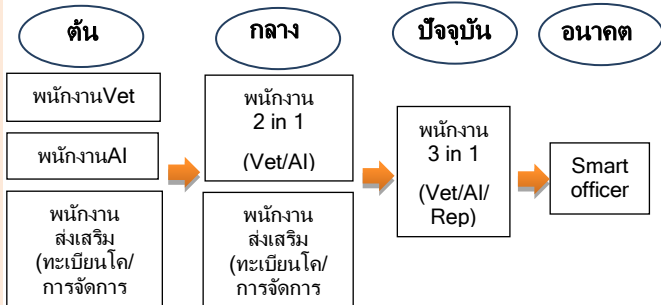 ต้น
กลาง
ปัจจุบัน
อนาคต
พนักงานVet
พนักงานAI
พนักงาน
ส่งเสริม
(ทะเบียนโค/
การจัดการ
พนักงาน
2 in 1
(Vet/AI)
พนักงาน
ส่งเสริม
(ทะเบียนโค/
การจัดการ
พนักงาน
3 in 1
(Vet/AI/
Rep)
Smart
officer